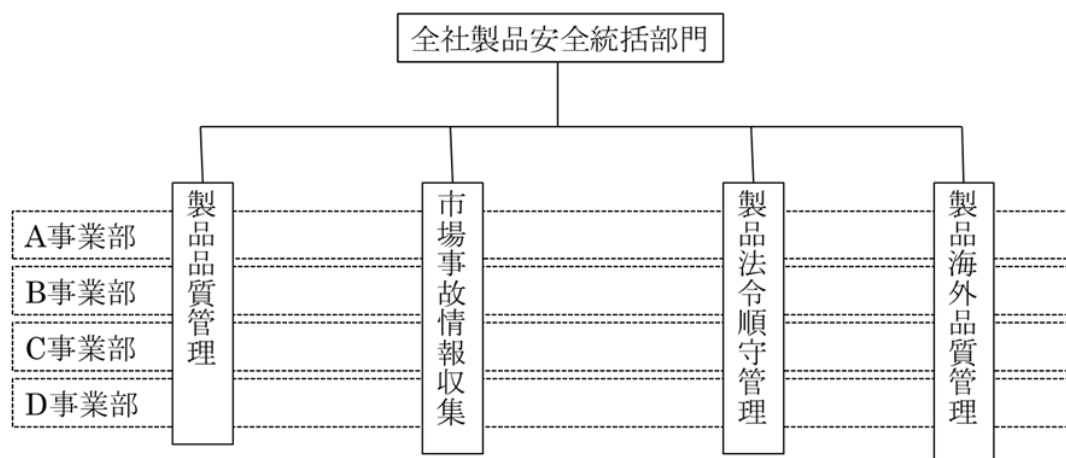 全社製品安全統括部門
製品品質管理
市場事故情報収集
製品法令順守管理
製品海外品質管理
A事業部
B事業部
C事業部
D事業部